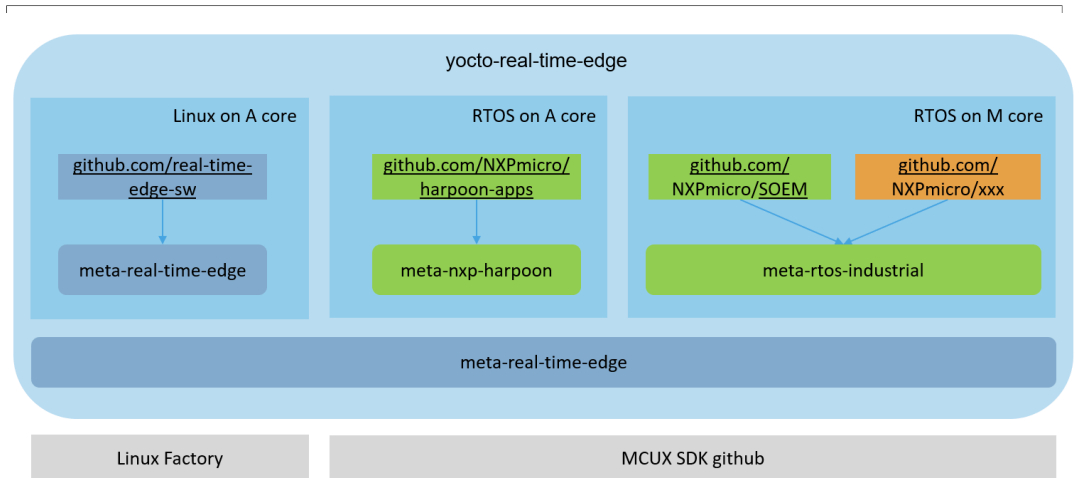 yocto-real-time-edge
Linux on A core
github.com/real-time-
edge-sw
meta-real-time-edge
RTOS on A core
github.com/NXPmicro/
harpoon-apps
meta-nxp-harpoon
RTOS on M core
github.com/
NXPmicro/SOEM
github.com/
NXPmicro/xxx
meta-rtos-industrial
meta-real-time-edge
Linux Factory
MCUX SDK github